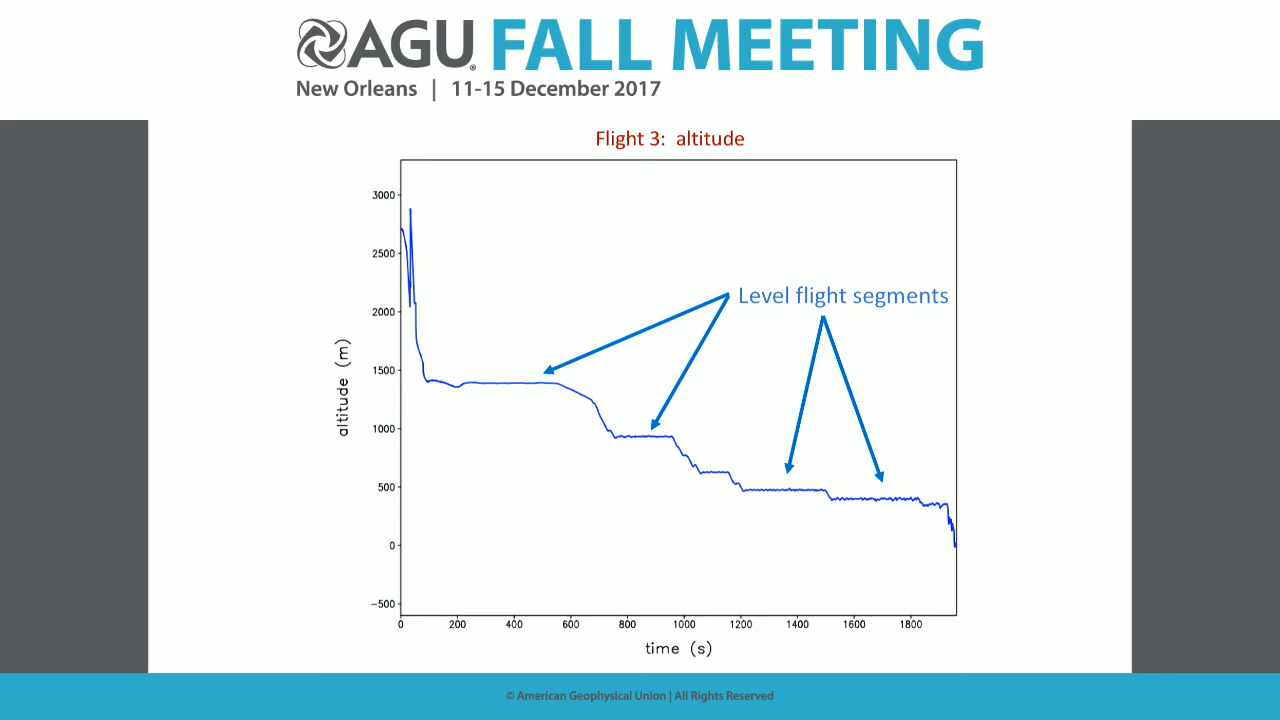 AGU FALL MEETING
New Orleans | 11-15 December 2017
Flight 3: altitude
3000
2500
2000
1500
1000
500
0
−500
altitude (m)
Level flight segments
0 200 400 600 800 1000 1200 1400 1600 1800
time (s)
© American Geophysical Union | All Rights Reserved